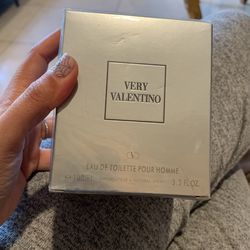 VERY
VALENTINO
V
EAU DE TOILETTE POUR HOMME
3.3 FL.OZ